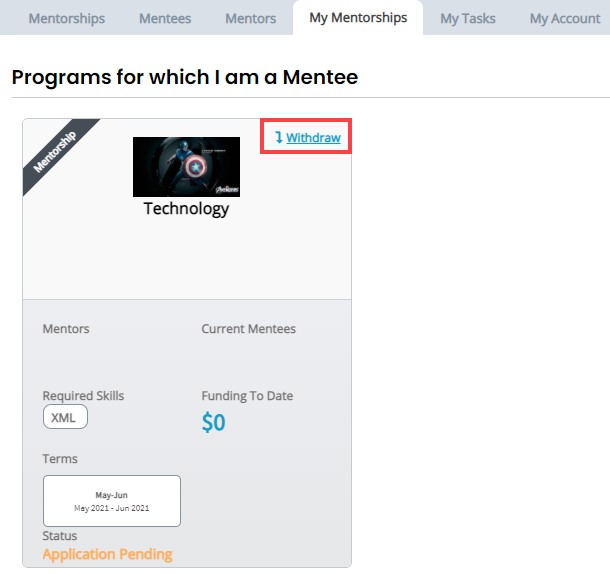 Mentorships Mentees Mentors My Mentorships My Tasks My Account
Programs for which I am a Mentee
Mentorship
Withdraw
Technology
Mentors Current Mentees
Required Skills Funding To Date
XML $0
Terms
May-Jun
May 2021 - Jun 2021
Status
Application Pending